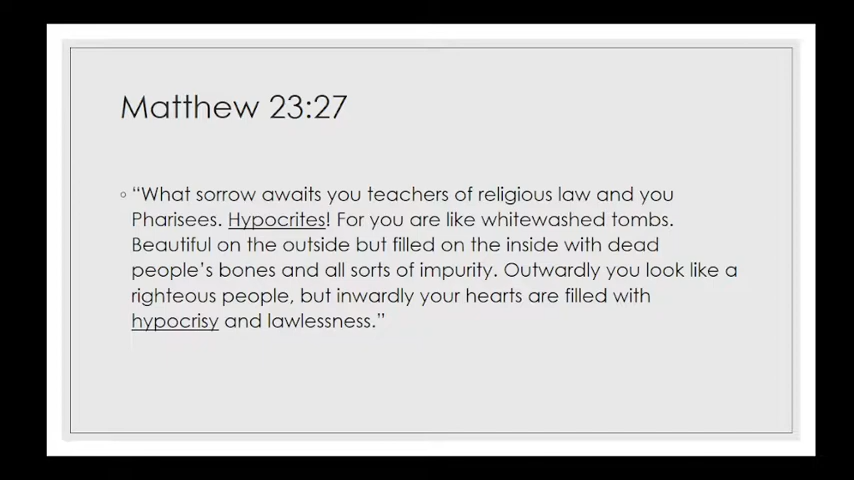 Matthew 23:27
“What sorrow awaits you teachers of religious law and you
Pharisees. Hypocrites! For you are like whitewashed tombs.
Beautiful on the outside but filled on the inside with dead
people’s bones and all sorts of impurity. Outwardly you look like a
righteous people, but inwardly your hearts are filled with
hypocrisy and lawlessness.”